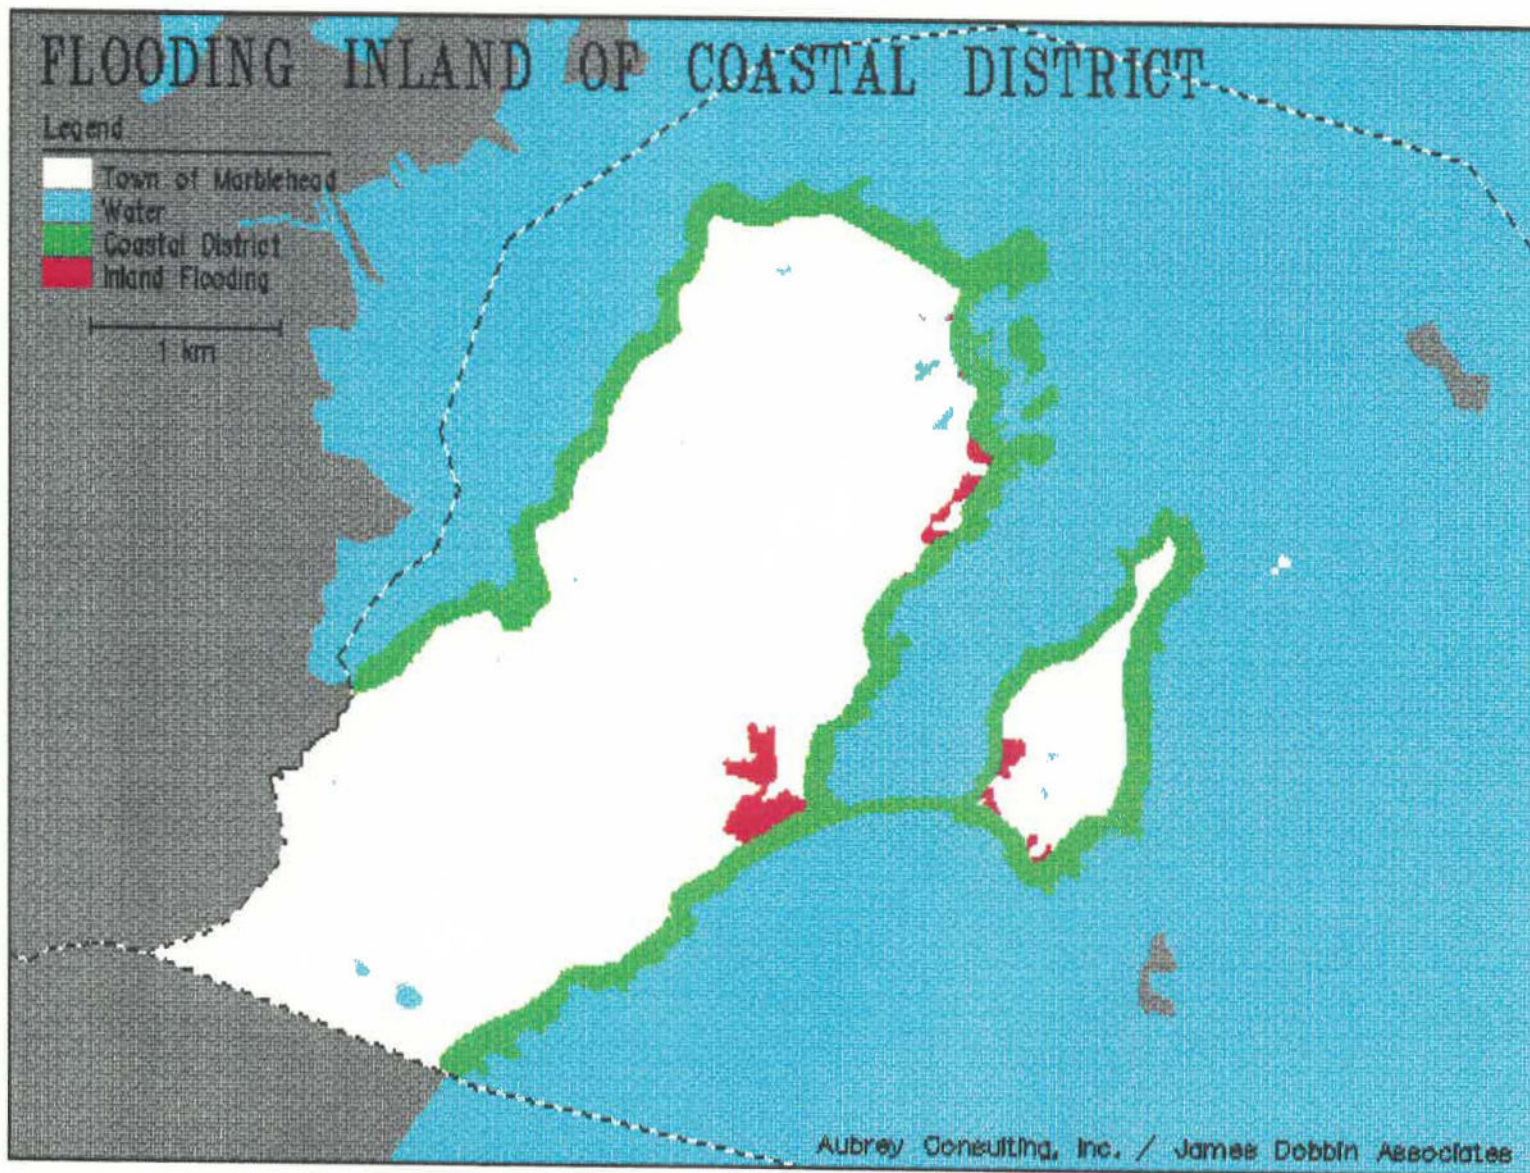 FLOODING INLAND OF COASTAL DISTRICT
Legend
Town of Marblehead
Water
Coastal District
Inland Flooding
1 km
Aubrey Consulting, Inc. / James Dobbin Associates